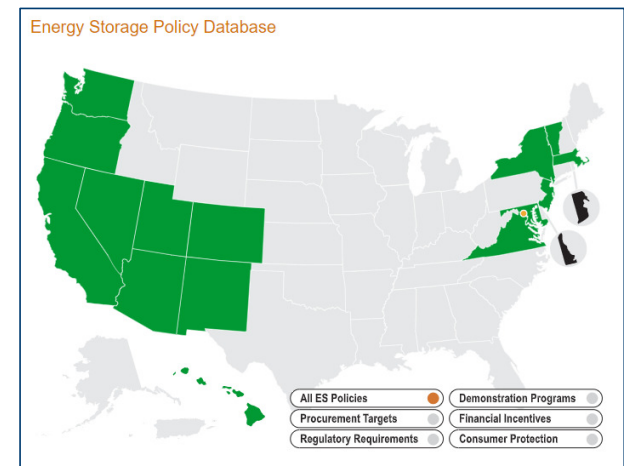 Energy Storage Policy Database
All ES Policies
Demonstration Programs
Procurement Targets
Financial Incentives
Regulatory Requirements
Consumer Protection